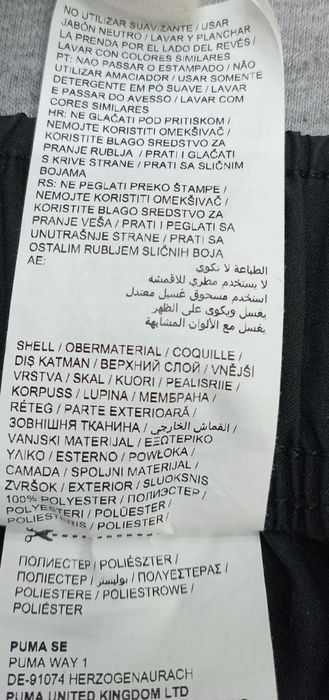 NO UTILIZAR SUAVIZANTE / USAR
JABÓN NEUTRO / LAVAR Y PLANCHAR
LA PRENDA POR EL LADO DEL REVÉS /
LAVAR CON COLORES SIMILARES
PT: NAO PASSAR O ESTAMPADO / NÃO
UTILIZAR AMACIADOR / USAR SOMENTE
DETERGENTE EM PÓ SUAVE / LAVAR
E PASSAR DO AVESSO / LAVAR COM
CORES SIMILARES
HR: NE GLAČATI POD PRITISKOM /
NEMOJTE KORISTITI OMEKŠIVAČ /
KORISTITE BLAGO SREDSTVO ZA
PRANJE RUBLJA / PRATI I GLAČATI
S KRIVE STRANE / PRATI SA SLIČNIM
BOJAMA
RS: NE PEGLATI PREKO ŠTAMPE /
NEMOJTE KORISTITI OMEKŠIVAČ /
KORISTITE BLAGO SREDSTVO ZA
PRANJE VEŠA / PRATI I PEGLATI SA
UNUTRAŠNJE STRANE / PRATI SA
OSTALIM RUBLJEM SLIČNIH BOJA
AE:
الطباعة لا تكوى
لا يستخدم مطري للاقمشة
استخدم مسحوق غسيل معتدل
يغسل ويكوى على الظهر
يغسل مع الألوان المشابهة
SHELL / OBERMATERIAL / COQUILLE /
DIŞ KATMAN / ВЕРХНИЙ СЛОЙ / VNĚJŠÍ
VRSTVA / SKAL / KUORI / PEALISRIIE /
KORPUSS / LUPINA / МЕМБРАНА /
RÉTEG / PARTE EXTERIOARĂ /
ЗОВНІШНЯ ТКАНИНА / القماش الخارجي /
VANJSKI MATERIJAL / ΕΞΩΤΕΡΙΚΟ
ΥΛΙΚΟ / ESTERNO / POWŁOKA /
CAMADA / SPOLJNI MATERIJAL /
ZVRŠOK / EXTERIOR / SLUOKSNIS
100% POLYESTER / ПОЛИЭСТЕР /
POLYESTERI / POLÜESTER /
POLIESTERIS / POLIESTER /
ПОЛИЕСТЕР / POLIÉSZTER /
ПОЛІЕСТЕР / بوليستر / ΠΟΛΥΕΣΤΕΡΑΣ /
POLIESTERE / POLIESTROWE /
POLIÉSTER
PUMA SE
PUMA WAY 1
DE-91074 HERZOGENAURACH
PUMA UNITED KINGDOM LTD